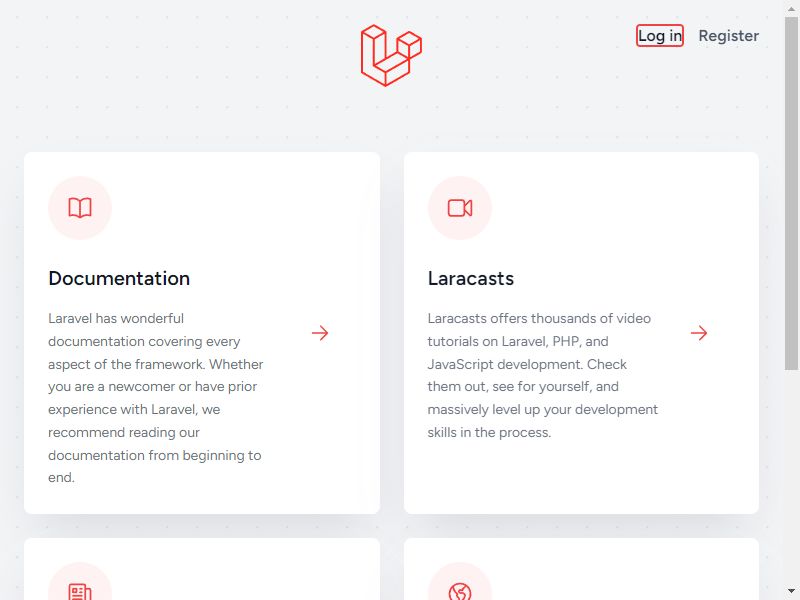 Log in Register
Documentation
Laravel has wonderful
documentation covering every
aspect of the framework. Whether
you are a newcomer or have prior
experience with Laravel, we
recommend reading our
documentation from beginning to
end.
Laracasts
Laracasts offers thousands of video
tutorials on Laravel, PHP, and
JavaScript development. Check
them out, see for yourself, and
massively level up your development
skills in the process.